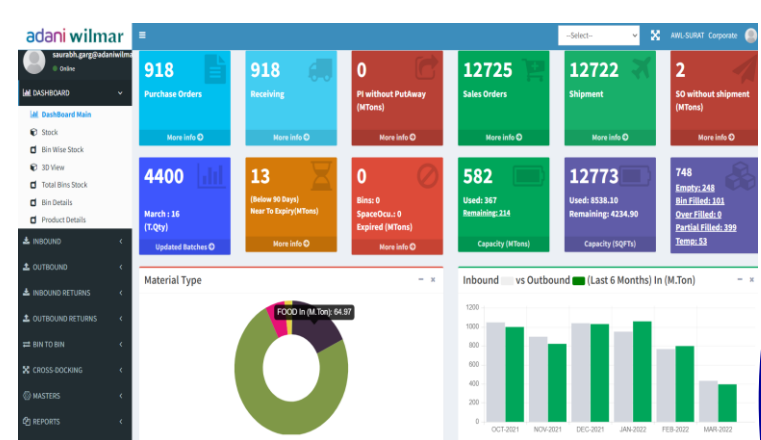 adani wilmar
--Select--
AWL-SURAT Corporate
saurabh.garg@adaniwilma
Online
DASHBOARD
DashBoard Main
Stock
Bin Wise Stock
3D View
Total Bins Stock
Bin Details
Product Details
INBOUND
OUTBOUND
INBOUND RETURNS
OUTBOUND RETURNS
BIN TO BIN
CROSS-DOCKING
MASTERS
REPORTS
918
Purchase Orders
More info
918
Receiving
More info
0
PI without PutAway
(MTons)
More info
12725
Sales Orders
More info
12722
Shipment
More info
2
SO without shipment
(MTons)
More info
4400
March : 16
(T.Qty)
Updated Batches
13
(Below 90 Days)
Near To Expiry(MTons)
More info
0
Bins: 0
SpaceOcu.: 0
Expired (MTons)
More info
582
Used: 367
Remaining: 214
Capacity (MTons)
12773
Used: 8538.10
Remaining: 4234.90
Capacity (SQFTs)
748
Empty: 248
Bin Filled: 101
Over Filled: 0
Partial Filled: 399
Temp: 53
Material Type
FOOD In (M.Ton): 64.97
Inbound vs Outbound (Last 6 Months) In (M.Ton)
1200
1000
800
600
400
200
0
OCT-2021 NOV-2021 DEC-2021 JAN-2022 FEB-2022 MAR-2022